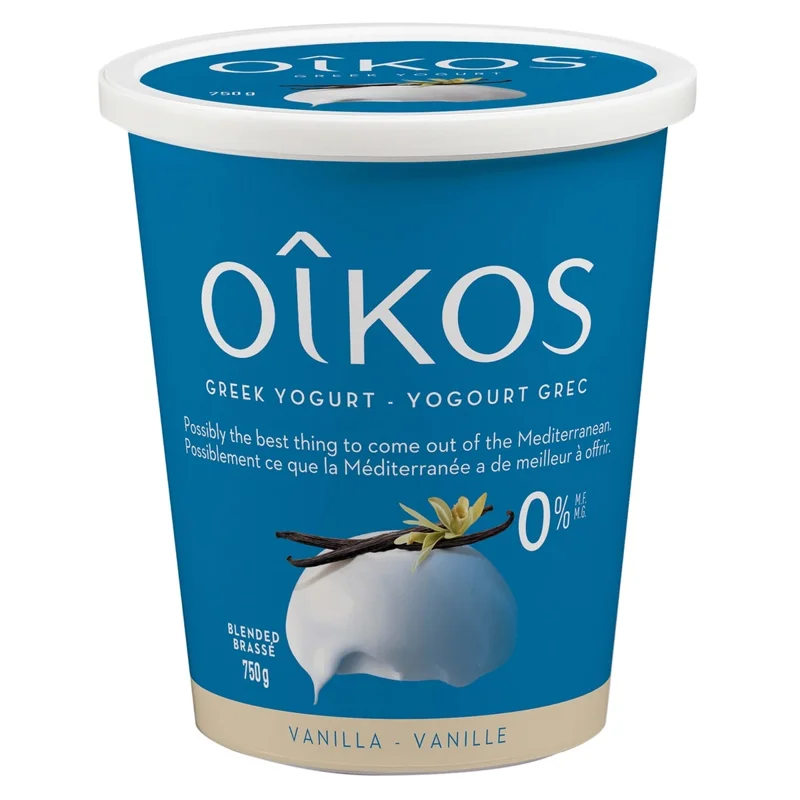 OÎKOS
GREEK YOGURT
750 g
OÎKOS
GREEK YOGURT - YOGOURT GREC
Possibly the best thing to come out of the Mediterranean.
Possiblement ce que la Méditerranée a de meilleur à offrir.
0% M.F.
M.G.
BLENDED
BRASSÉ
750g
VANILLA - VANILLE